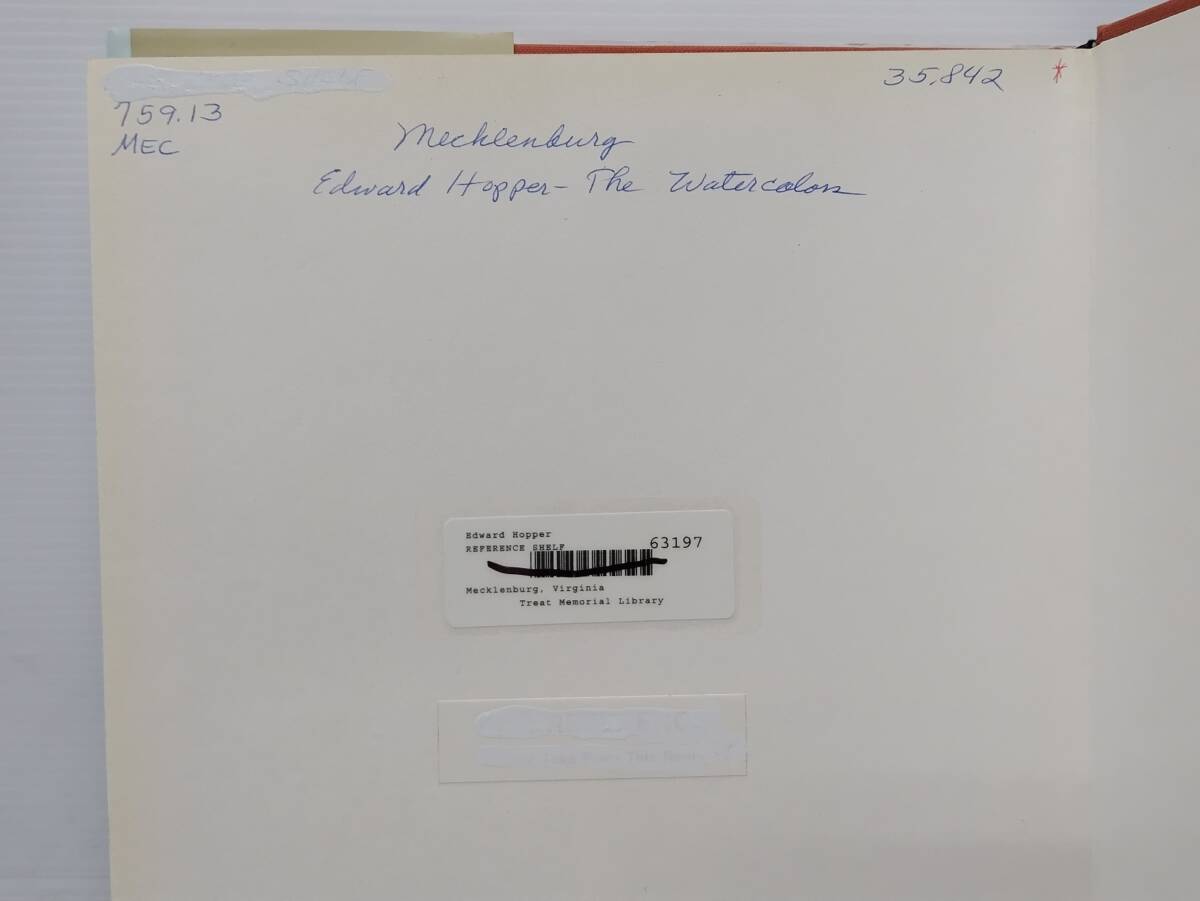 35,842 *
759.13
MEC
Mecklenburg
Edward Hopper - The Watercolors
Edward Hopper
REFERENCE SHELF
63197
Mecklenburg, Virginia
Treat Memorial Library